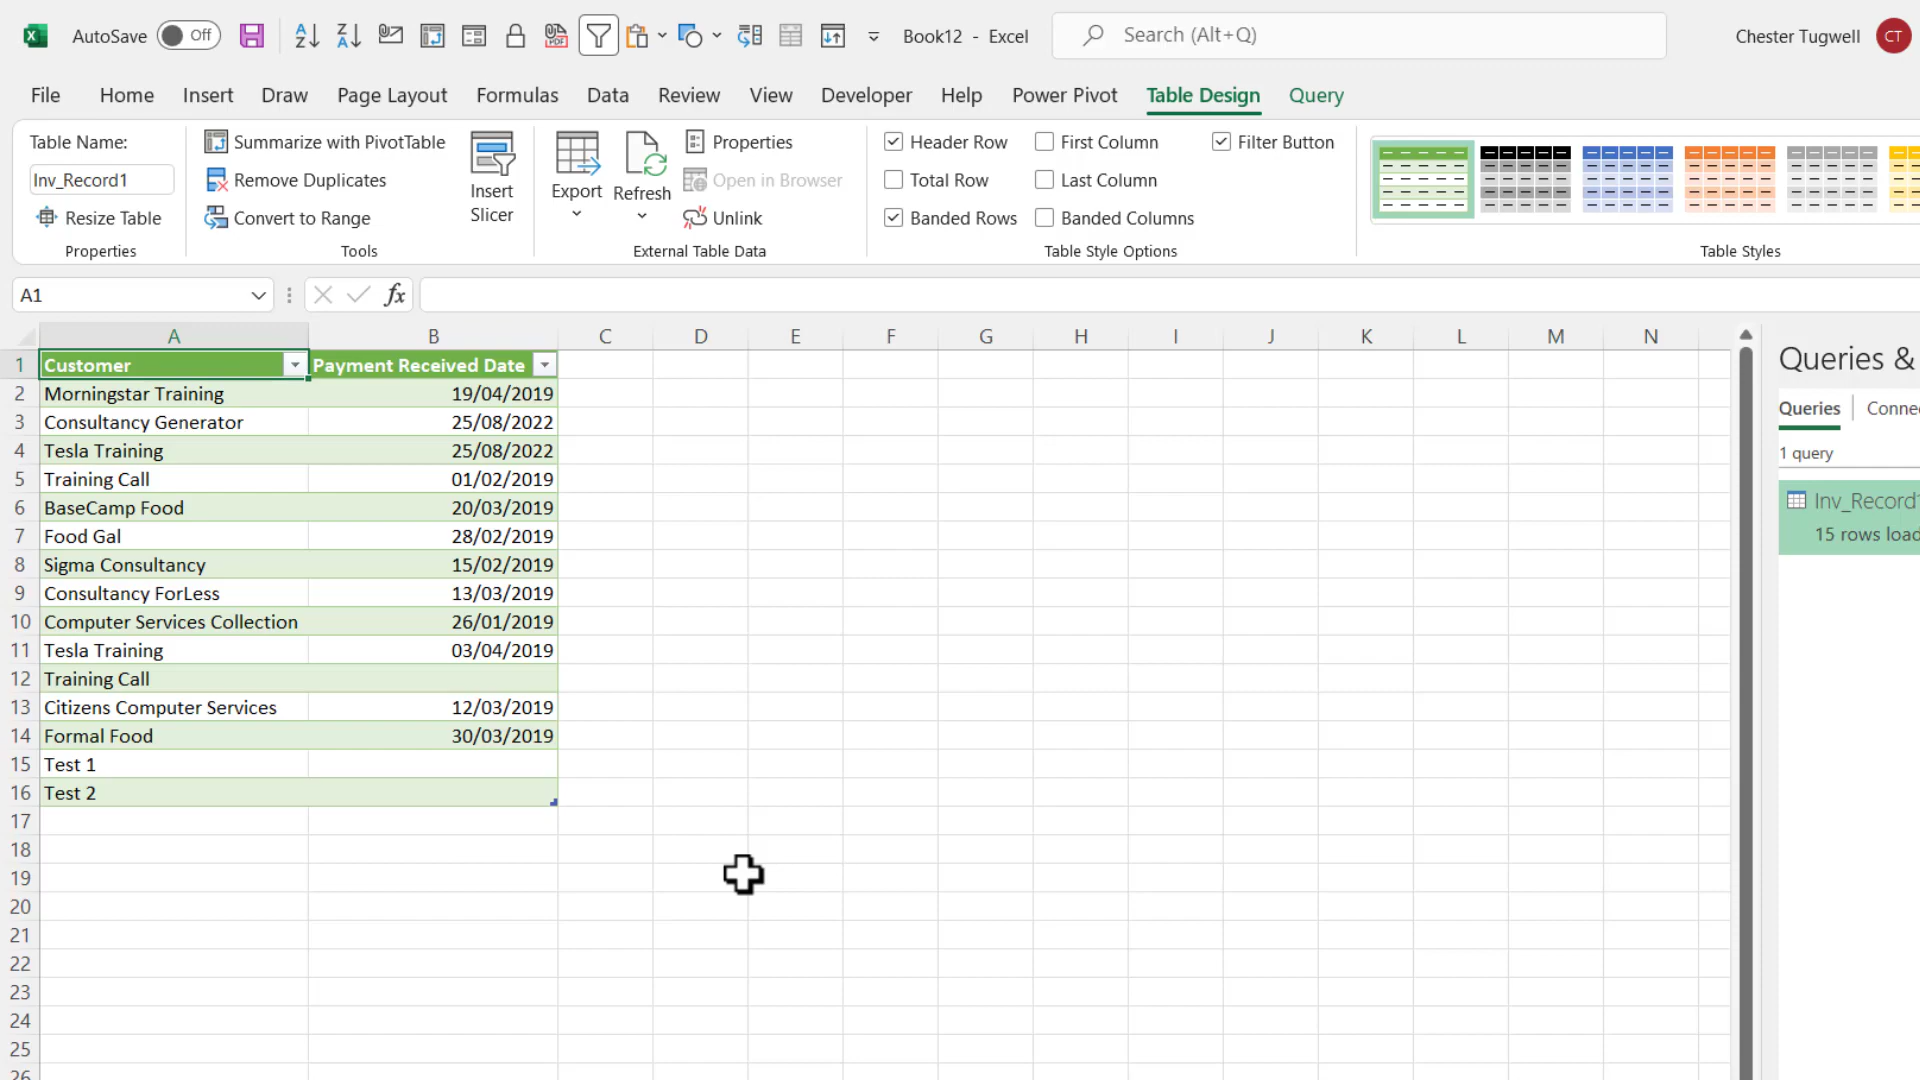 AutoSave Off Book12 - Excel Search (Alt+Q) Chester Tugwell CT
File Home Insert Draw Page Layout Formulas Data Review View Developer Help Power Pivot Table Design Query
Table Name:
Inv_Record1
Resize Table
Properties
Summarize with PivotTable
Remove Duplicates
Convert to Range
Insert
Slicer
Tools
Export
Refresh
Properties
Open in Browser
Unlink
External Table Data
Header Row First Column Filter Button
Total Row Last Column
Banded Rows Banded Columns
Table Style Options
Table Styles
A1 fx
A B C D E F G H I J K L M N
1 Customer Payment Received Date
2 Morningstar Training 19/04/2019
3 Consultancy Generator 25/08/2022
4 Tesla Training 25/08/2022
5 Training Call 01/02/2019
6 BaseCamp Food 20/03/2019
7 Food Gal 28/02/2019
8 Sigma Consultancy 15/02/2019
9 Consultancy ForLess 13/03/2019
10 Computer Services Collection 26/01/2019
11 Tesla Training 03/04/2019
12 Training Call
13 Citizens Computer Services 12/03/2019
14 Formal Food 30/03/2019
15 Test 1
16 Test 2
17
18
19
20
21
22
23
24
25
26
Queries &
Queries Connec
1 query
Inv_Record1
15 rows load